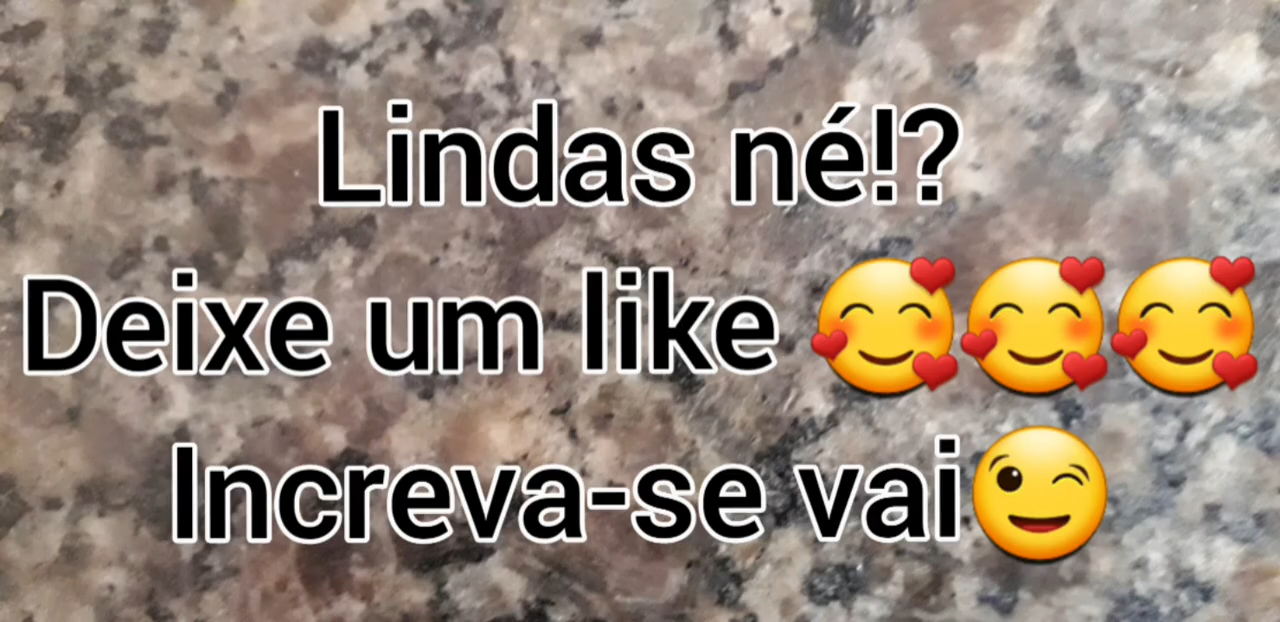 Lindas né!?
Deixe um like 🥰🥰🥰
Increva-se vai😉